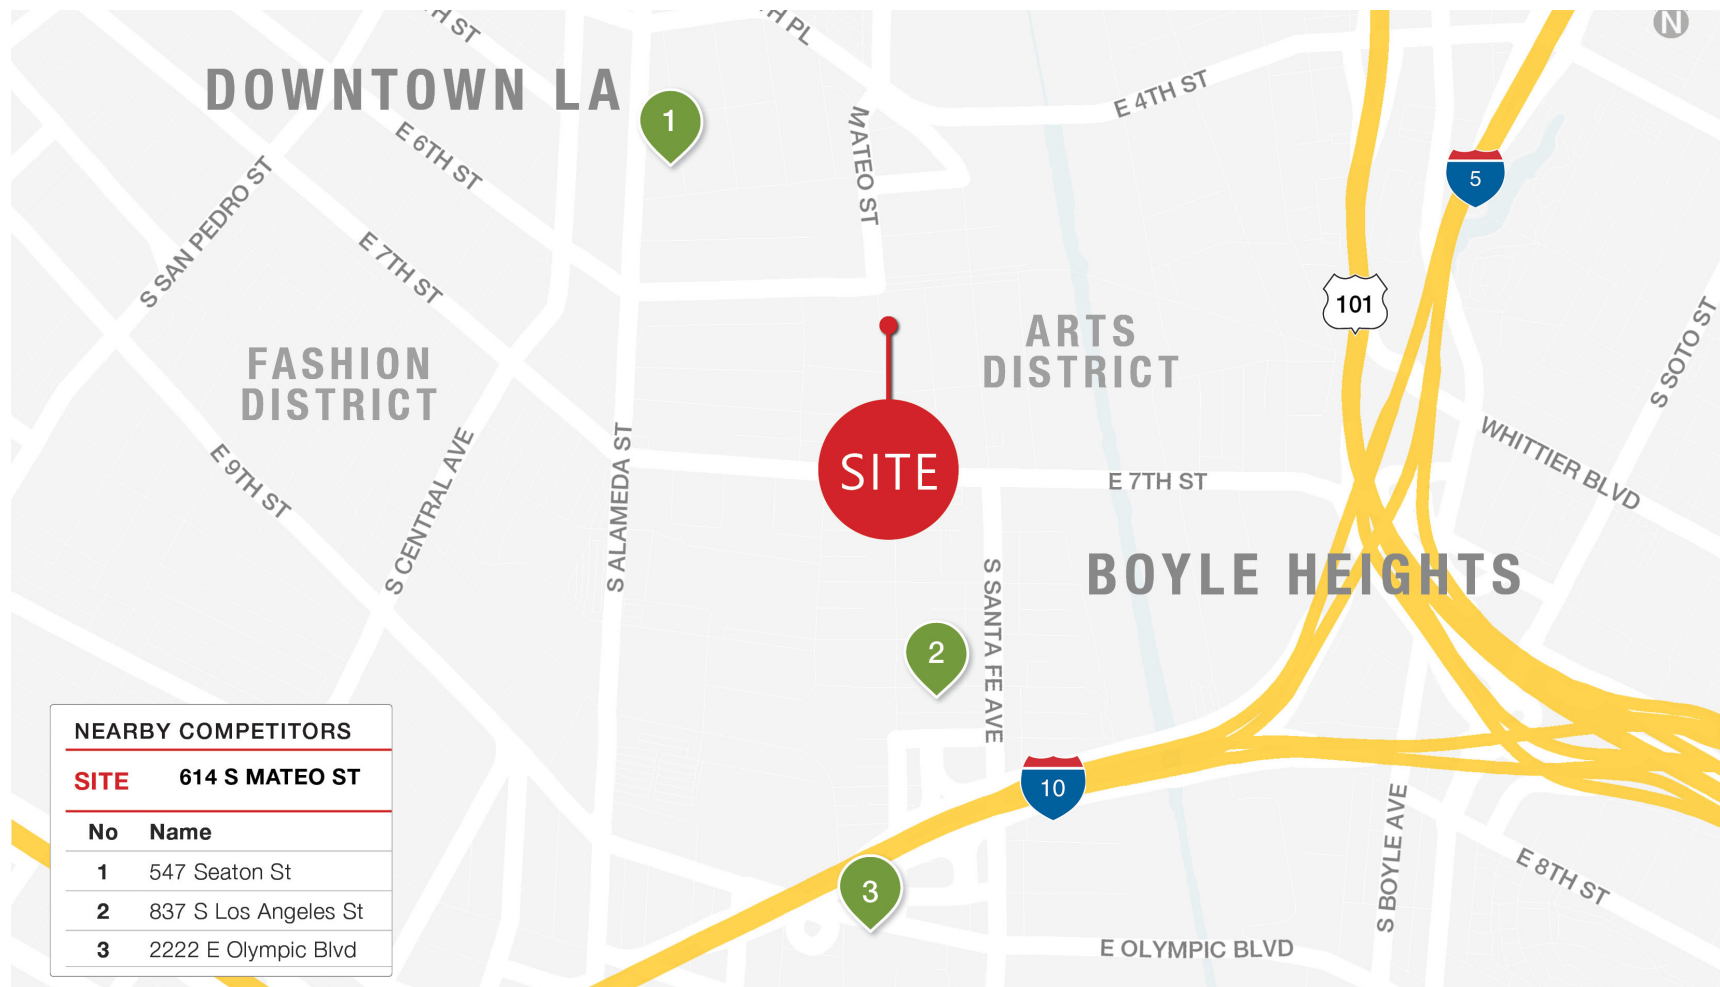 H ST
H PL
N
DOWNTOWN LA
1
E 4TH ST
E 6TH ST
MATEO ST
5
S SAN PEDRO ST
E 7TH ST
101
ARTS
DISTRICT
FASHION
DISTRICT
S SOTO ST
SITE
E 7TH ST
WHITTIER BLVD
E 9TH ST
S CENTRAL AVE
S ALAMEDA ST
BOYLE HEIGHTS
S SANTA FE AVE
2
10
3
S BOYLE AVE
E 8TH ST
E OLYMPIC BLVD
NEARBY COMPETITORS
SITE 614 S MATEO ST
No Name
1 547 Seaton St
2 837 S Los Angeles St
3 2222 E Olympic Blvd